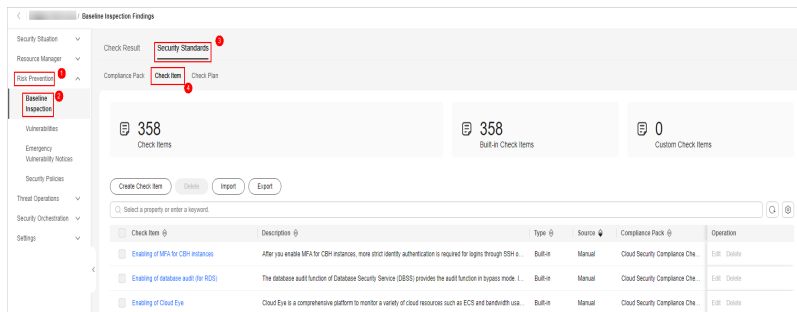 / Baseline Inspection Findings
Security Situation
Resource Manager
Risk Prevention 1
Baseline Inspection 2
Vulnerabilities
Emergency Vulnerability Notices
Security Policies
Threat Operations
Security Orchestration
Settings
Check Result Security Standards 3
Compliance Pack Check Item Check Plan
4
358 358 0
Check Items Built-in Check Items Custom Check Items
Create Check Item Delete Import Export
Select a property or enter a keyword.
Check Item Description Type Source Compliance Pack Operation
Enabling of MFA for CBH instances After you enable MFA for CBH instances, more strict identity authentication is required for logins through SSH o... Built-in Manual Cloud Security Compliance Che... Edit Delete
Enabling of database audit (for RDS) The database audit function of Database Security Service (DBSS) provides the audit function in bypass mode. I... Built-in Manual Cloud Security Compliance Che... Edit Delete
Enabling of Cloud Eye Cloud Eye is a comprehensive platform to monitor a variety of cloud resources such as ECS and bandwidth usa... Built-in Manual Cloud Security Compliance Che... Edit Delete